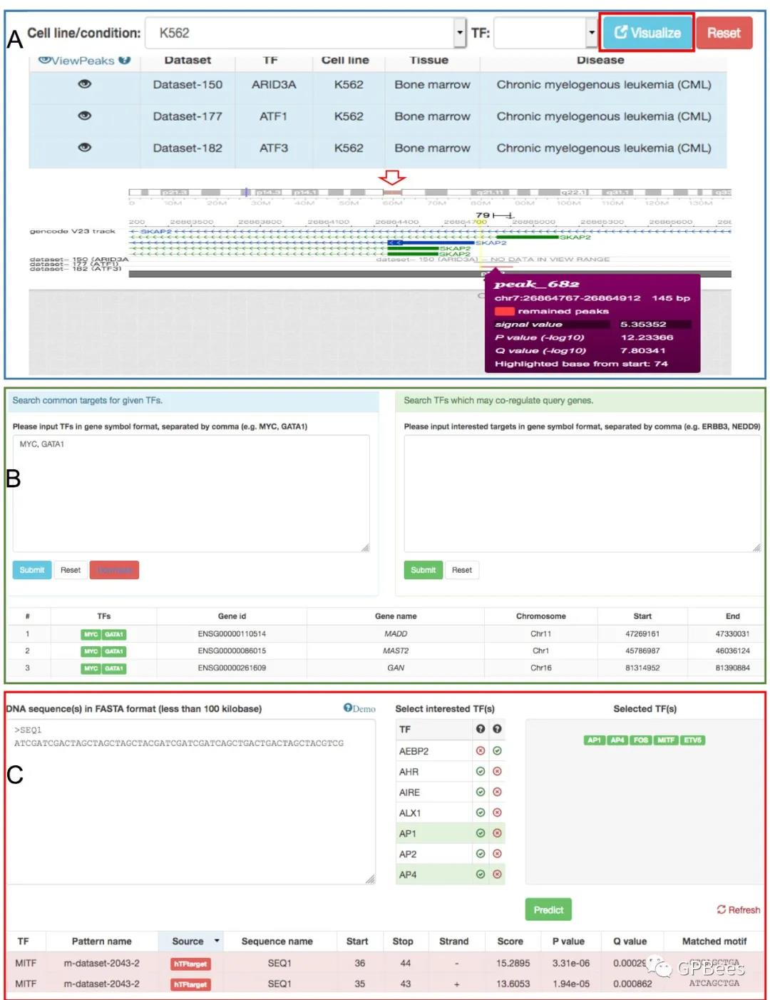 A
Cell line/condition: K562 TF: Visualize Reset
ViewPeaks Dataset TF Cell line Tissue Disease
Dataset-150 ARID3A K562 Bone marrow Chronic myelogenous leukemia (CML)
Dataset-177 ATF1 K562 Bone marrow Chronic myelogenous leukemia (CML)
Dataset-182 ATF3 K562 Bone marrow Chronic myelogenous leukemia (CML)
p21.3 p14.3 p14.1 q21.11 q22.1 q31.1 q33
0 10M 20M 30M 40M 50M 60M 70M 80M 90M 100M 110M 120M 130M
79
200 26863500 26863800 26864100 26864400 26864700 26865000 26865300 26865600 268
gencode V23 track SKAP2
SKAP2
SKAP2
SKAP2
SKAP2
dataset- 150 (ARID3A dataset- 150 (ARID3A) -- NO DATA IN VIEW RANGE
dataset- 177 (ATF1)
dataset- 182 (ATF3)
peak_682
chr7:26864767-26864912 145 bp
remained peaks
signal value 5.35352
P value (-log10) 12.23366
Q value (-log10) 7.80341
Highlighted base from start: 74
B
Search common targets for given TFs.
Please input TFs in gene symbol format, separated by comma (e.g. MYC, GATA1)
MYC, GATA1
Submit Reset
Search TFs which may co-regulate query genes.
Please input interested targets in gene symbol format, separated by comma (e.g. ERBB3, NEDD9)
Submit Reset
# TFs Gene id Gene name Chromosome Start End
1 MYC GATA1 ENSG00000110514 MADD Chr11 47269161 47330031
2 MYC GATA1 ENSG00000086015 MAST2 Chr1 45786987 46036124
3 MYC GATA1 ENSG00000261609 GAN Chr16 81314952 81390884
C
DNA sequence(s) in FASTA format (less than 100 kilobase) Demo
>SEQ1
ATCGATCGACTAGCTAGCTAGCTACGATCGATCGATCAGCTGACTGACTAGCTACGTCG
Select interested TF(s)
TF
AEBP2
AHR
AIRE
ALX1
AP1
AP2
AP4
Selected TF(s)
AP1 AP4 FOS MITF ETV5
Predict Refresh
TF Pattern name Source Sequence name Start Stop Strand Score P value Q value Matched motif
MITF m-dataset-2043-2 hTFtarget SEQ1 36 44 - 15.2895 3.31e-06
MITF m-dataset-2043-2 hTFtarget SEQ1 35 43 + 13.6053 1.94e-05 0.000862 ATCAGCTGA
GPBees